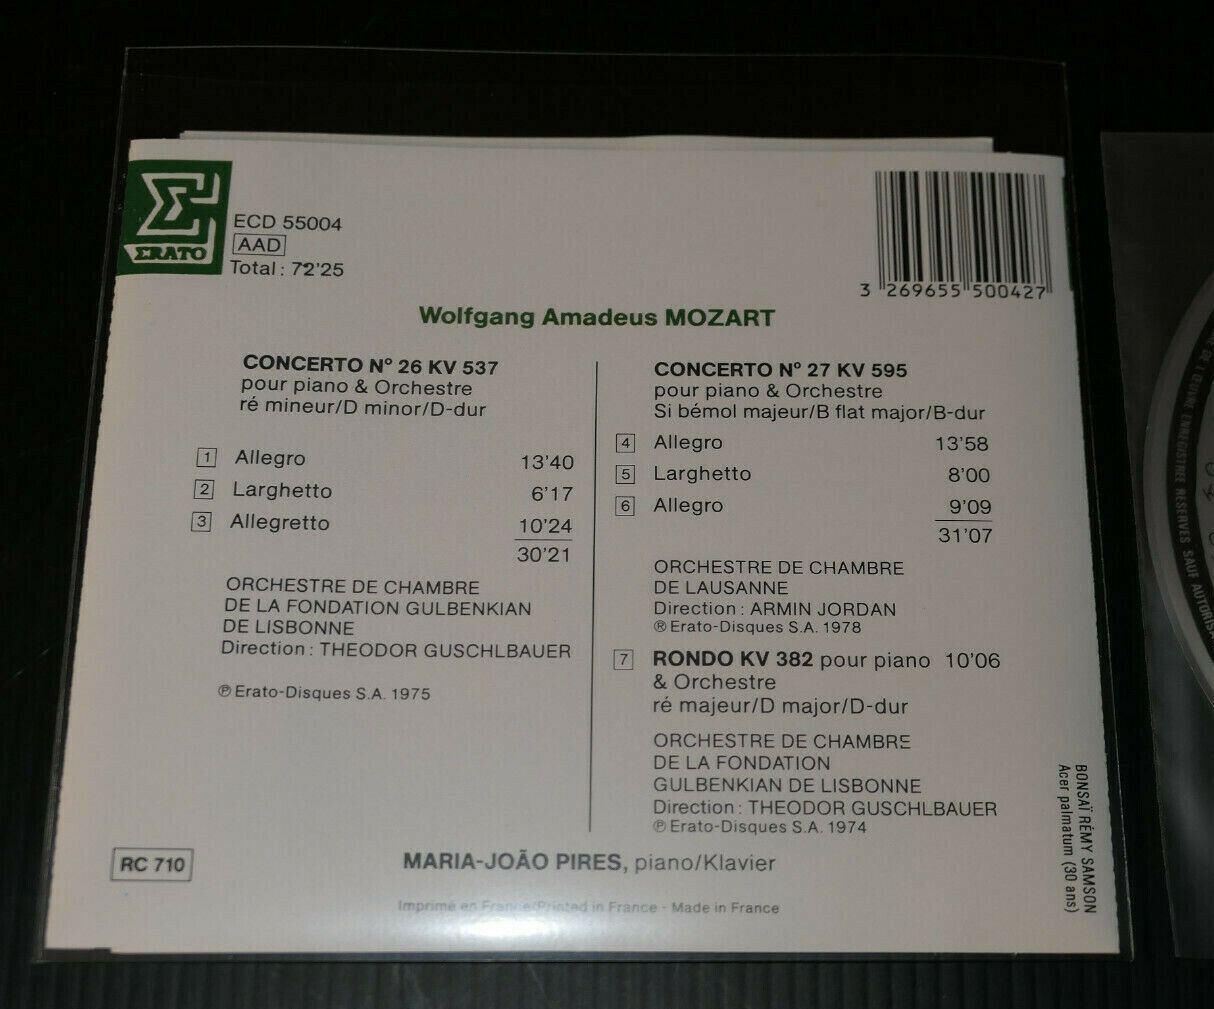 ERATO
ECD 55004
AAD
Total : 72'25
3 269655 500427
Wolfgang Amadeus MOZART
CONCERTO Nº 26 KV 537
pour piano & Orchestre
ré mineur/D minor/D-dur
1 Allegro 13'40
2 Larghetto 6'17
3 Allegretto 10'24
30'21
ORCHESTRE DE CHAMBRE
DE LA FONDATION GULBENKIAN
DE LISBONNE
Direction : THEODOR GUSCHLBAUER
℗ Erato-Disques S.A. 1975
CONCERTO Nº 27 KV 595
pour piano & Orchestre
Si bémol majeur/B flat major/B-dur
4 Allegro 13'58
5 Larghetto 8'00
6 Allegro 9'09
31'07
ORCHESTRE DE CHAMBRE
DE LAUSANNE
Direction : ARMIN JORDAN
® Erato-Disques S.A. 1978
7 RONDO KV 382 pour piano 10'06
& Orchestre
ré majeur/D major/D-dur
ORCHESTRE DE CHAMBRE
DE LA FONDATION
GULBENKIAN DE LISBONNE
Direction : THEODOR GUSCHLBAUER
℗ Erato-Disques S.A. 1974
RC 710
MARIA-JOÃO PIRES, piano/Klavier
Imprimé en France/Printed in France - Made in France
BONSAÏ RÉMY SAMSON
Acer palmatum (30 ans)
DE L'ŒUVRE ENREGISTREE RESERVES SAUF